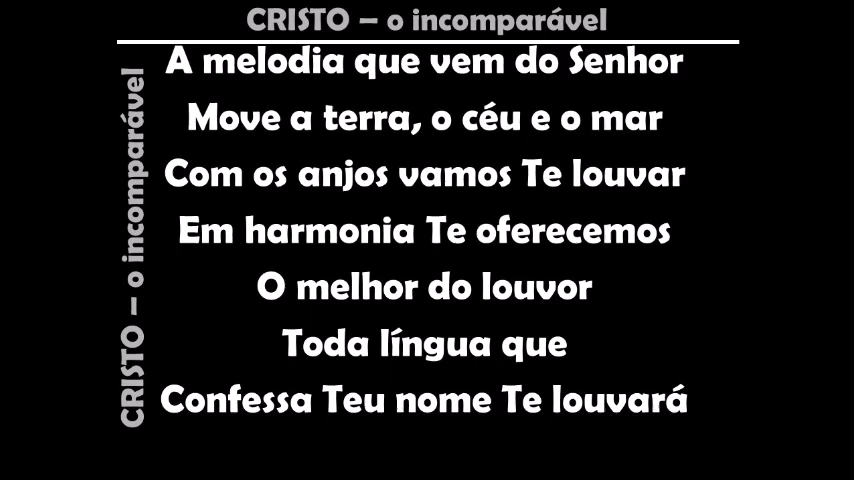 CRISTO – o incomparável
CRISTO – o incomparável
A melodia que vem do Senhor
Move a terra, o céu e o mar
Com os anjos vamos Te louvar
Em harmonia Te oferecemos
O melhor do louvor
Toda língua que
Confessa Teu nome Te louvará